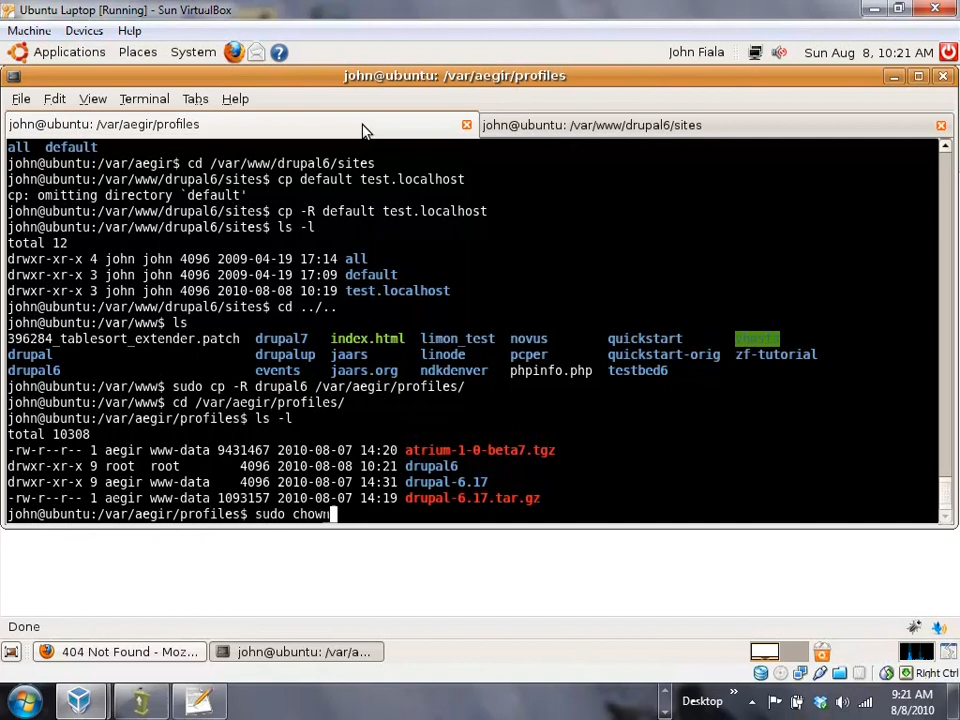 Ubuntu Laptop [Running] - Sun VirtualBox
Machine Devices Help
Applications Places System John Fiala Sun Aug 8, 10:21 AM
john@ubuntu: /var/aegir/profiles
File Edit View Terminal Tabs Help
john@ubuntu: /var/aegir/profiles john@ubuntu: /var/www/drupal6/sites
all default
john@ubuntu:/var/aegir$ cd /var/www/drupal6/sites
john@ubuntu:/var/www/drupal6/sites$ cp default test.localhost
cp: omitting directory `default'
john@ubuntu:/var/www/drupal6/sites$ cp -R default test.localhost
john@ubuntu:/var/www/drupal6/sites$ ls -l
total 12
drwxr-xr-x 4 john john 4096 2009-04-19 17:14 all
drwxr-xr-x 3 john john 4096 2009-04-19 17:09 default
drwxr-xr-x 3 john john 4096 2010-08-08 10:19 test.localhost
john@ubuntu:/var/www/drupal6/sites$ cd ../..
john@ubuntu:/var/www$ ls
396284_tablesort_extender.patch drupal7 index.html limon_test novus quickstart
drupal drupalup jaars linode pcper quickstart-orig zf-tutorial
drupal6 events jaars.org ndkdenver phpinfo.php testbed6
john@ubuntu:/var/www$ sudo cp -R drupal6 /var/aegir/profiles/
john@ubuntu:/var/www$ cd /var/aegir/profiles/
john@ubuntu:/var/aegir/profiles$ ls -l
total 10308
-rw-r--r-- 1 aegir www-data 9431467 2010-08-07 14:20 atrium-1-0-beta7.tgz
drwxr-xr-x 9 root root 4096 2010-08-08 10:21 drupal6
drwxr-xr-x 9 aegir www-data 4096 2010-08-07 14:31 drupal-6.17
-rw-r--r-- 1 aegir www-data 1093157 2010-08-07 14:19 drupal-6.17.tar.gz
john@ubuntu:/var/aegir/profiles$ sudo chown
Done
404 Not Found - Moz... john@ubuntu: /var/a...
Right Ctrl
Desktop 9:21 AM
8/8/2010